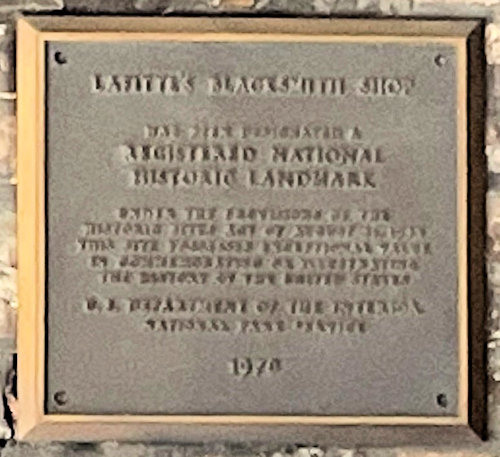 LAFITTE'S BLACKSMITH SHOP
HAS BEEN DESIGNATED A
REGISTERED NATIONAL
HISTORIC LANDMARK
UNDER THE PROVISIONS OF THE
HISTORIC SITES ACT OF AUGUST 21, 1935
THIS SITE POSSESSES EXCEPTIONAL VALUE
IN COMMEMORATING OR ILLUSTRATING
THE HISTORY OF THE UNITED STATES
U. S. DEPARTMENT OF THE INTERIOR
NATIONAL PARK SERVICE
1970